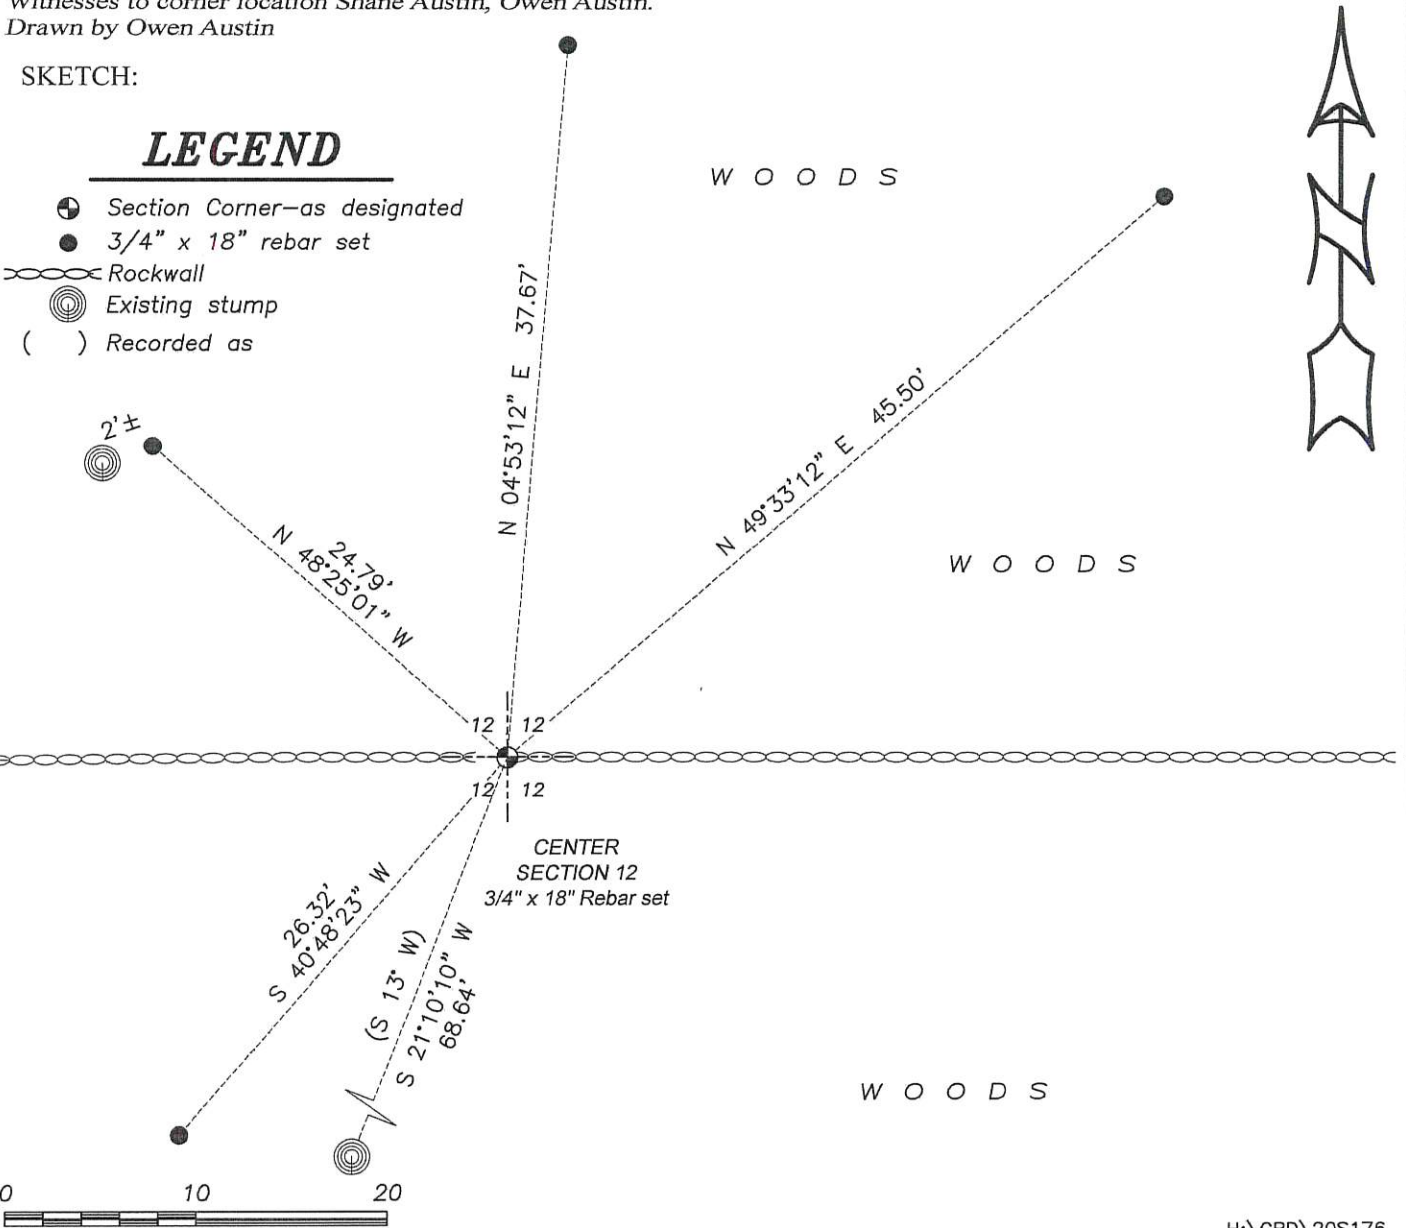 Witnesses to corner location Shane Austin, Owen Austin.
Drawn by Owen Austin
SKETCH:
LEGEND
Section Corner—as designated
3/4" x 18" rebar set
Rockwall
Existing stump
( ) Recorded as
W O O D S
N 04°53'12" E 37.67'
N 49°33'12" E 45.50'
2'±
24.79'
N 48°25'01" W
W O O D S
12 12
12 12
CENTER
SECTION 12
3/4" x 18" Rebar set
26.32'
S 40°48'23" W
(S 13° W)
S 21°10'10" W
68.64'
W O O D S
0 10 20
N
H:\CRD\20S176